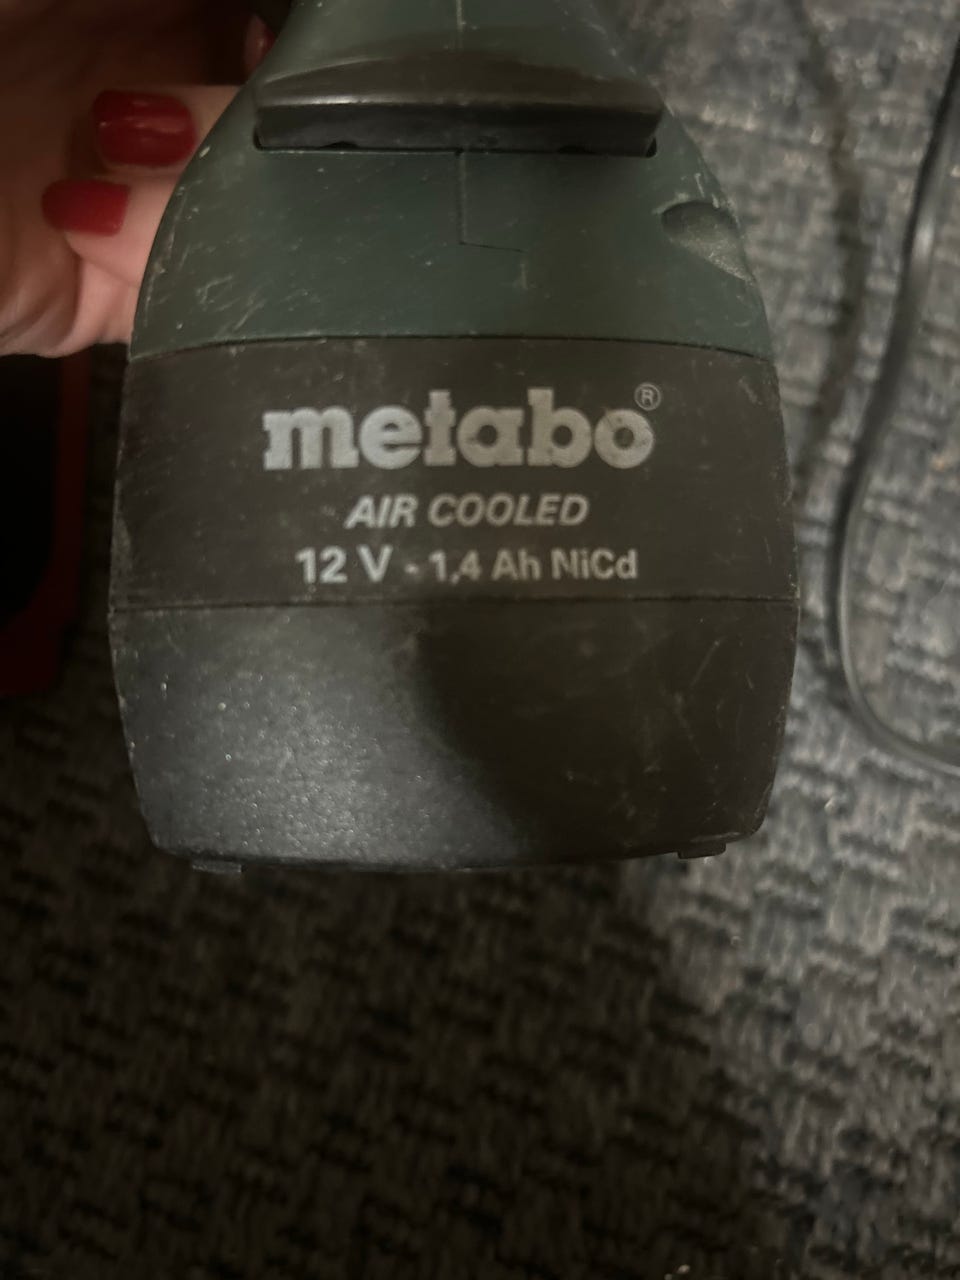 metabo®
AIR COOLED
12 V - 1,4 Ah NiCd